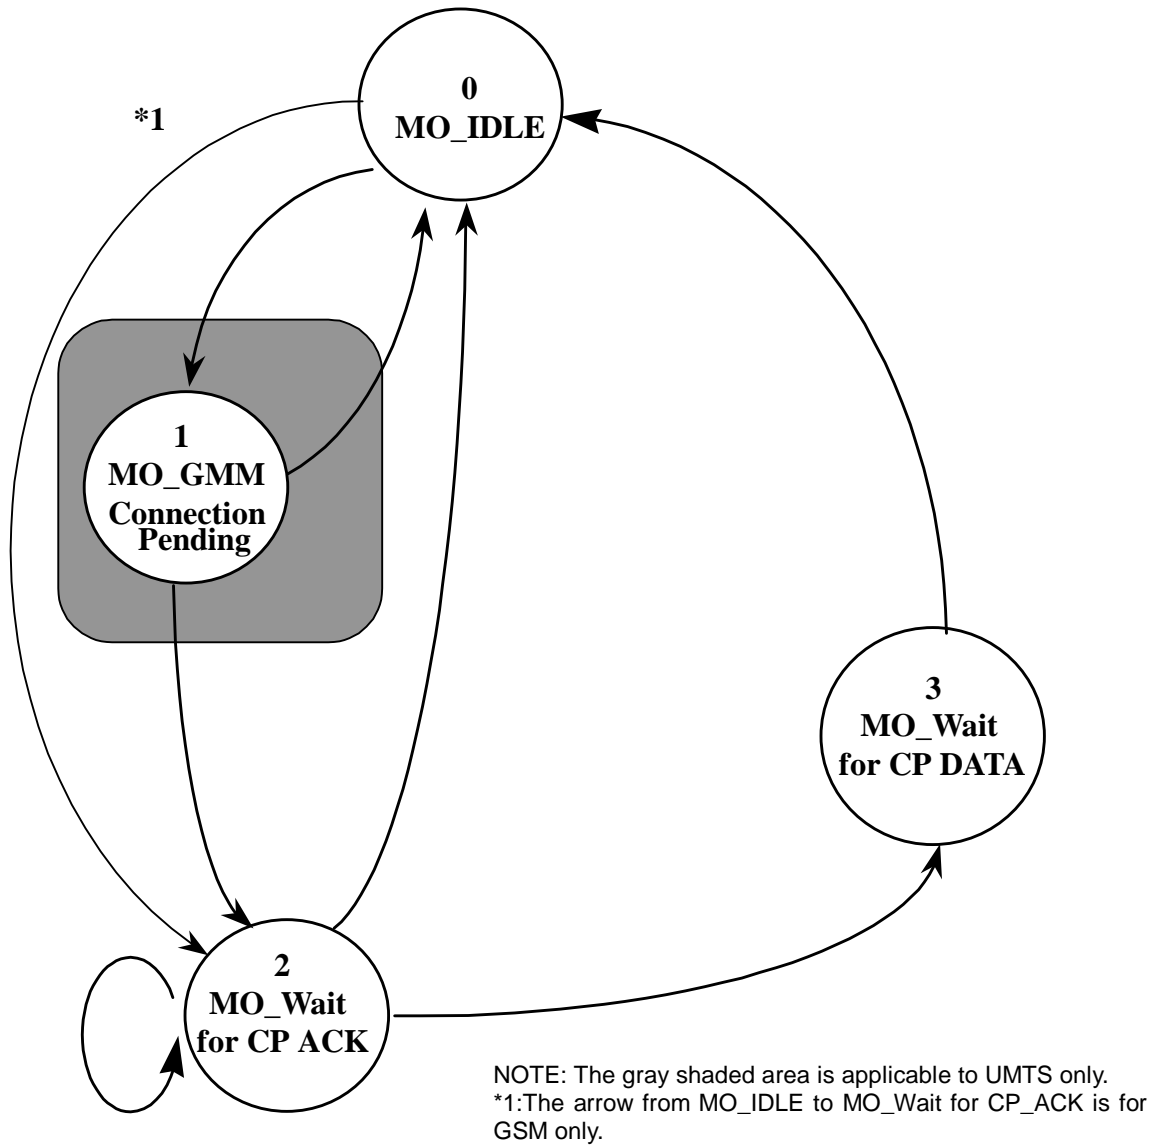 0
MO_IDLE
*1
1
MO_GMM
Connection
Pending
3
MO_Wait
for CP DATA
2
MO_Wait
for CP ACK
NOTE: The gray shaded area is applicable to UMTS only.
*1:The arrow from MO_IDLE to MO_Wait for CP_ACK is for
GSM only.